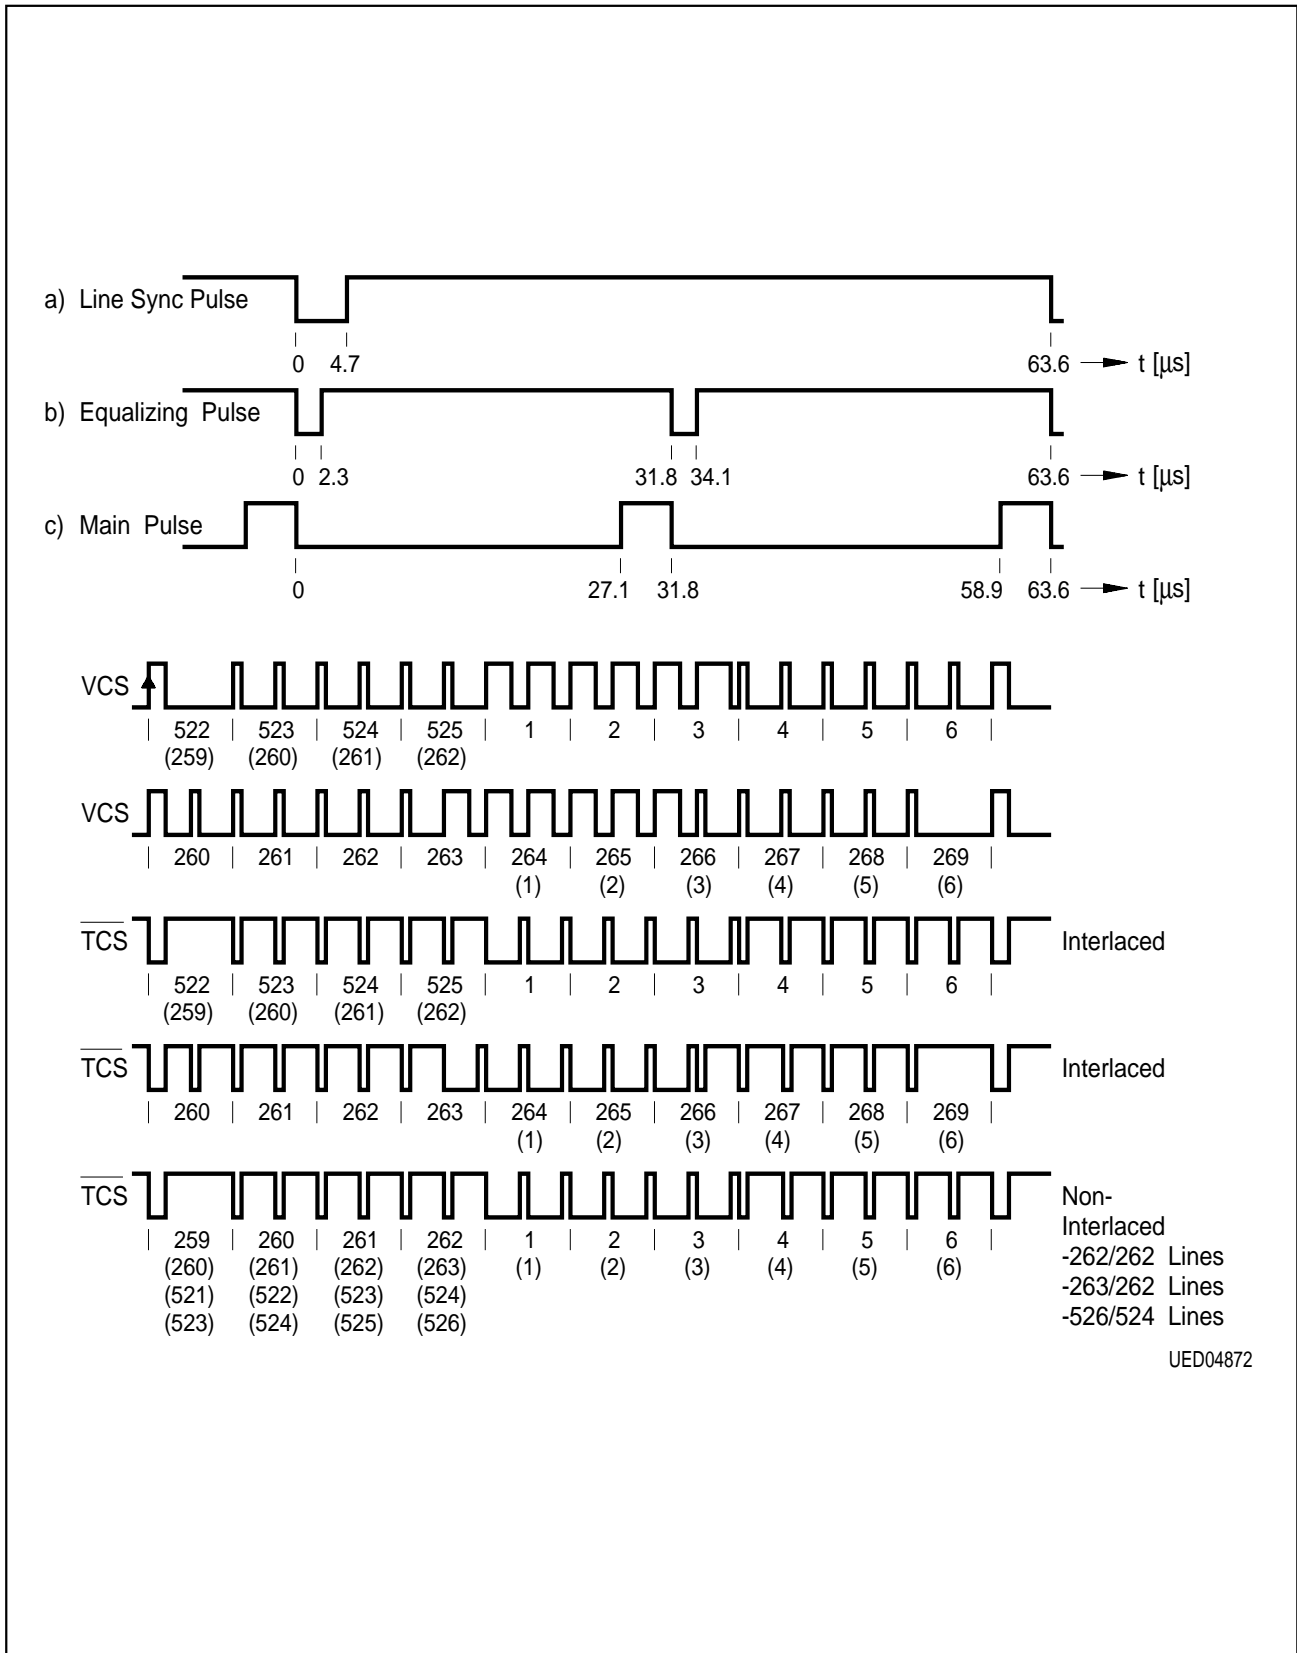 a) Line Sync Pulse
0 4.7 63.6 t [µs]
b) Equalizing Pulse
0 2.3 31.8 34.1 63.6 t [µs]
c) Main Pulse
0 27.1 31.8 58.9 63.6 t [µs]
VCS
522 523 524 525 1 2 3 4 5 6
(259) (260) (261) (262)
VCS
260 261 262 263 264 265 266 267 268 269
(1) (2) (3) (4) (5) (6)
TCS Interlaced
522 523 524 525 1 2 3 4 5 6
(259) (260) (261) (262)
TCS Interlaced
260 261 262 263 264 265 266 267 268 269
(1) (2) (3) (4) (5) (6)
TCS Non-
Interlaced
259 260 261 262 1 2 3 4 5 6
(260) (261) (262) (263) (1) (2) (3) (4) (5) (6) -262/262 Lines
(521) (522) (523) (524) -263/262 Lines
(523) (524) (525) (526) -526/524 Lines
UED04872